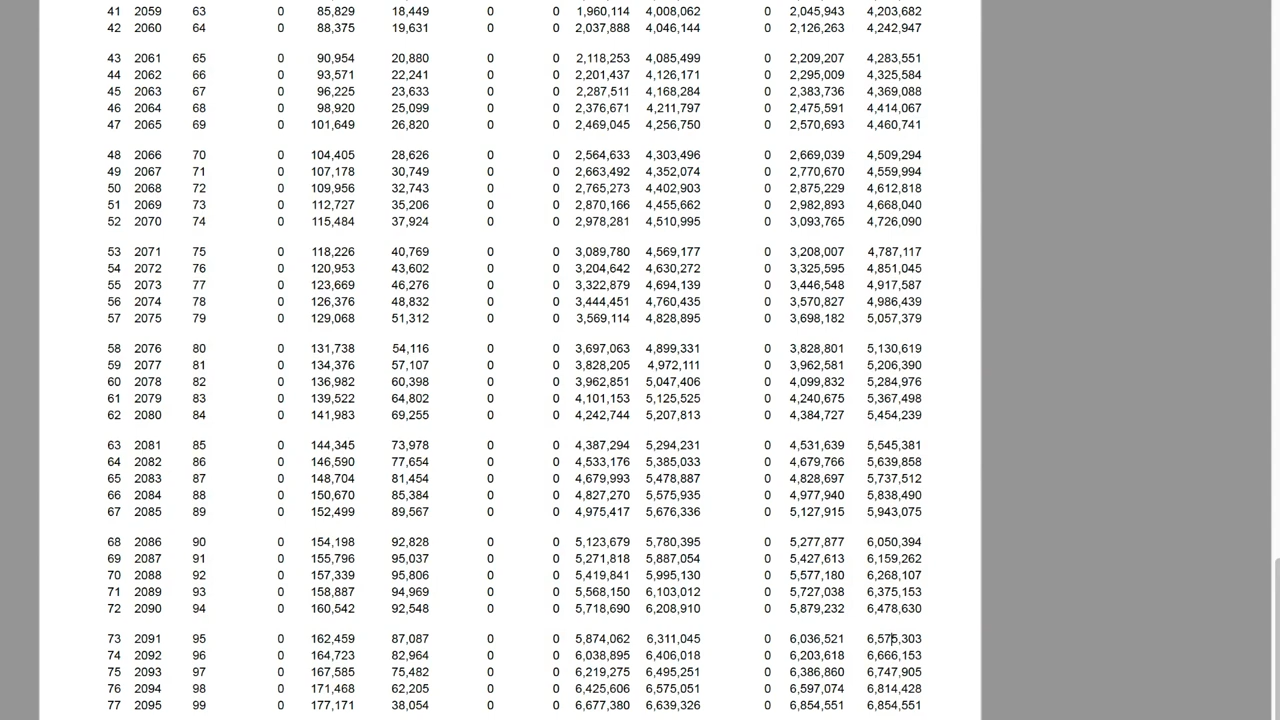 41 2059 63 0 85,829 18,449 0 0 1,960,114 4,008,062 0 2,045,943 4,203,682
42 2060 64 0 88,375 19,631 0 0 2,037,888 4,046,144 0 2,126,263 4,242,947
43 2061 65 0 90,954 20,880 0 0 2,118,253 4,085,499 0 2,209,207 4,283,551
44 2062 66 0 93,571 22,241 0 0 2,201,437 4,126,171 0 2,295,009 4,325,584
45 2063 67 0 96,225 23,633 0 0 2,287,511 4,168,284 0 2,383,736 4,369,088
46 2064 68 0 98,920 25,099 0 0 2,376,671 4,211,797 0 2,475,591 4,414,067
47 2065 69 0 101,649 26,820 0 0 2,469,045 4,256,750 0 2,570,693 4,460,741
48 2066 70 0 104,405 28,626 0 0 2,564,633 4,303,496 0 2,669,039 4,509,294
49 2067 71 0 107,178 30,749 0 0 2,663,492 4,352,074 0 2,770,670 4,559,994
50 2068 72 0 109,956 32,743 0 0 2,765,273 4,402,903 0 2,875,229 4,612,818
51 2069 73 0 112,727 35,206 0 0 2,870,166 4,455,662 0 2,982,893 4,668,040
52 2070 74 0 115,484 37,924 0 0 2,978,281 4,510,995 0 3,093,765 4,726,090
53 2071 75 0 118,226 40,769 0 0 3,089,780 4,569,177 0 3,208,007 4,787,117
54 2072 76 0 120,953 43,602 0 0 3,204,642 4,630,272 0 3,325,595 4,851,045
55 2073 77 0 123,669 46,276 0 0 3,322,879 4,694,139 0 3,446,548 4,917,587
56 2074 78 0 126,376 48,832 0 0 3,444,451 4,760,435 0 3,570,827 4,986,439
57 2075 79 0 129,068 51,312 0 0 3,569,114 4,828,895 0 3,698,182 5,057,379
58 2076 80 0 131,738 54,116 0 0 3,697,063 4,899,331 0 3,828,801 5,130,619
59 2077 81 0 134,376 57,107 0 0 3,828,205 4,972,111 0 3,962,581 5,206,390
60 2078 82 0 136,982 60,398 0 0 3,962,851 5,047,406 0 4,099,832 5,284,976
61 2079 83 0 139,522 64,802 0 0 4,101,153 5,125,525 0 4,240,675 5,367,498
62 2080 84 0 141,983 69,255 0 0 4,242,744 5,207,813 0 4,384,727 5,454,239
63 2081 85 0 144,345 73,978 0 0 4,387,294 5,294,231 0 4,531,639 5,545,381
64 2082 86 0 146,590 77,654 0 0 4,533,176 5,385,033 0 4,679,766 5,639,858
65 2083 87 0 148,704 81,454 0 0 4,679,993 5,478,887 0 4,828,697 5,737,512
66 2084 88 0 150,670 85,384 0 0 4,827,270 5,575,935 0 4,977,940 5,838,490
67 2085 89 0 152,499 89,567 0 0 4,975,417 5,676,336 0 5,127,915 5,943,075
68 2086 90 0 154,198 92,828 0 0 5,123,679 5,780,395 0 5,277,877 6,050,394
69 2087 91 0 155,796 95,037 0 0 5,271,818 5,887,054 0 5,427,613 6,159,262
70 2088 92 0 157,339 95,806 0 0 5,419,841 5,995,130 0 5,577,180 6,268,107
71 2089 93 0 158,887 94,969 0 0 5,568,150 6,103,012 0 5,727,038 6,375,153
72 2090 94 0 160,542 92,548 0 0 5,718,690 6,208,910 0 5,879,232 6,478,630
73 2091 95 0 162,459 87,087 0 0 5,874,062 6,311,045 0 6,036,521 6,575,303
74 2092 96 0 164,723 82,964 0 0 6,038,895 6,406,018 0 6,203,618 6,666,153
75 2093 97 0 167,585 75,482 0 0 6,219,275 6,495,251 0 6,386,860 6,747,905
76 2094 98 0 171,468 62,205 0 0 6,425,606 6,575,051 0 6,597,074 6,814,428
77 2095 99 0 177,171 38,054 0 0 6,677,380 6,639,326 0 6,854,551 6,854,551